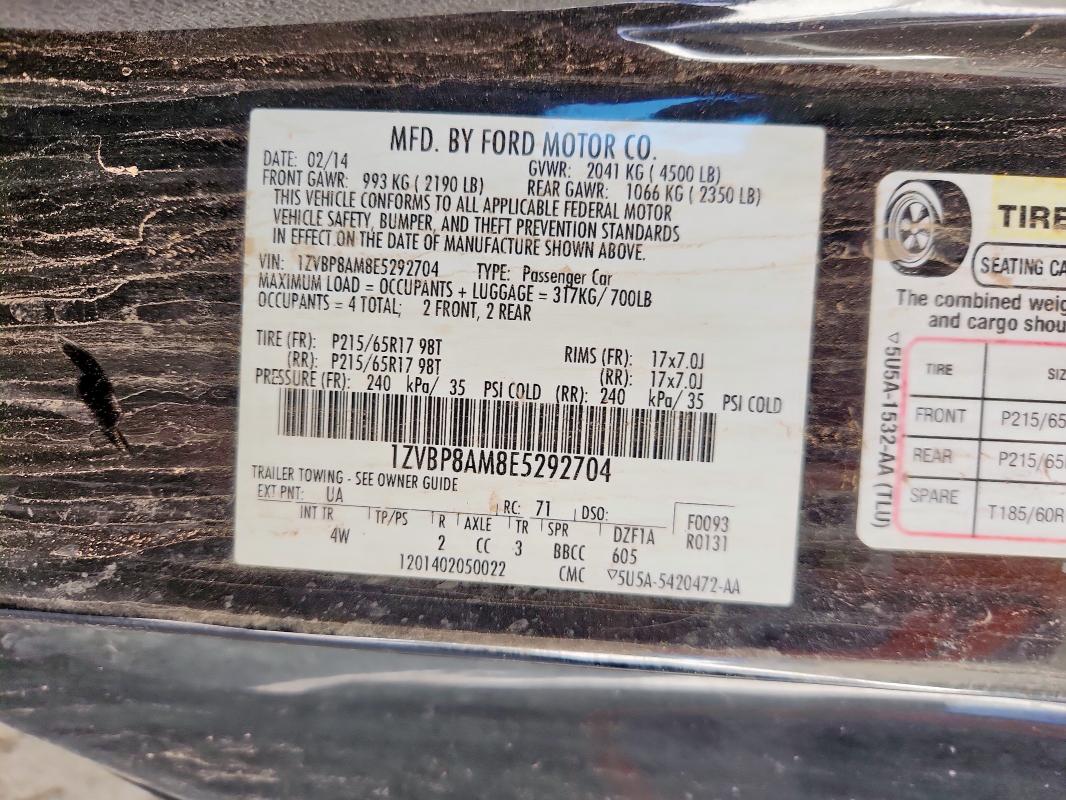 MFD. BY FORD MOTOR CO.
DATE: 02/14 GVWR: 2041 KG ( 4500 LB)
FRONT GAWR: 993 KG ( 2190 LB) REAR GAWR: 1066 KG ( 2350 LB)
THIS VEHICLE CONFORMS TO ALL APPLICABLE FEDERAL MOTOR
VEHICLE SAFETY, BUMPER, AND THEFT PREVENTION STANDARDS
IN EFFECT ON THE DATE OF MANUFACTURE SHOWN ABOVE.
VIN: 1ZVBP8AM8E5292704 TYPE: Passenger Car
MAXIMUM LOAD = OCCUPANTS + LUGGAGE = 317KG/ 700LB
OCCUPANTS = 4 TOTAL; 2 FRONT, 2 REAR
TIRE (FR): P215/65R17 98T RIMS (FR): 17x7.0J
(RR): P215/65R17 98T (RR): 17x7.0J
PRESSURE (FR): 240 kPa/ 35 PSI COLD (RR): 240 kPa/ 35 PSI COLD
1ZVBP8AM8E5292704
TRAILER TOWING - SEE OWNER GUIDE
EXT PNT: UA RC: 71 DSO:
INT TR TP/PS R AXLE TR SPR DZF1A F0093
4W 2 CC 3 BBCC 605 R0131
1201402050022 CMC ▽5U5A-5420472-AA
TIRE
SEATING CA
The combined weig
and cargo shou
TIRE SIZ
FRONT P215/65
REAR P215/65
SPARE T185/60R
▽5U5A-1532-AA (TLU)